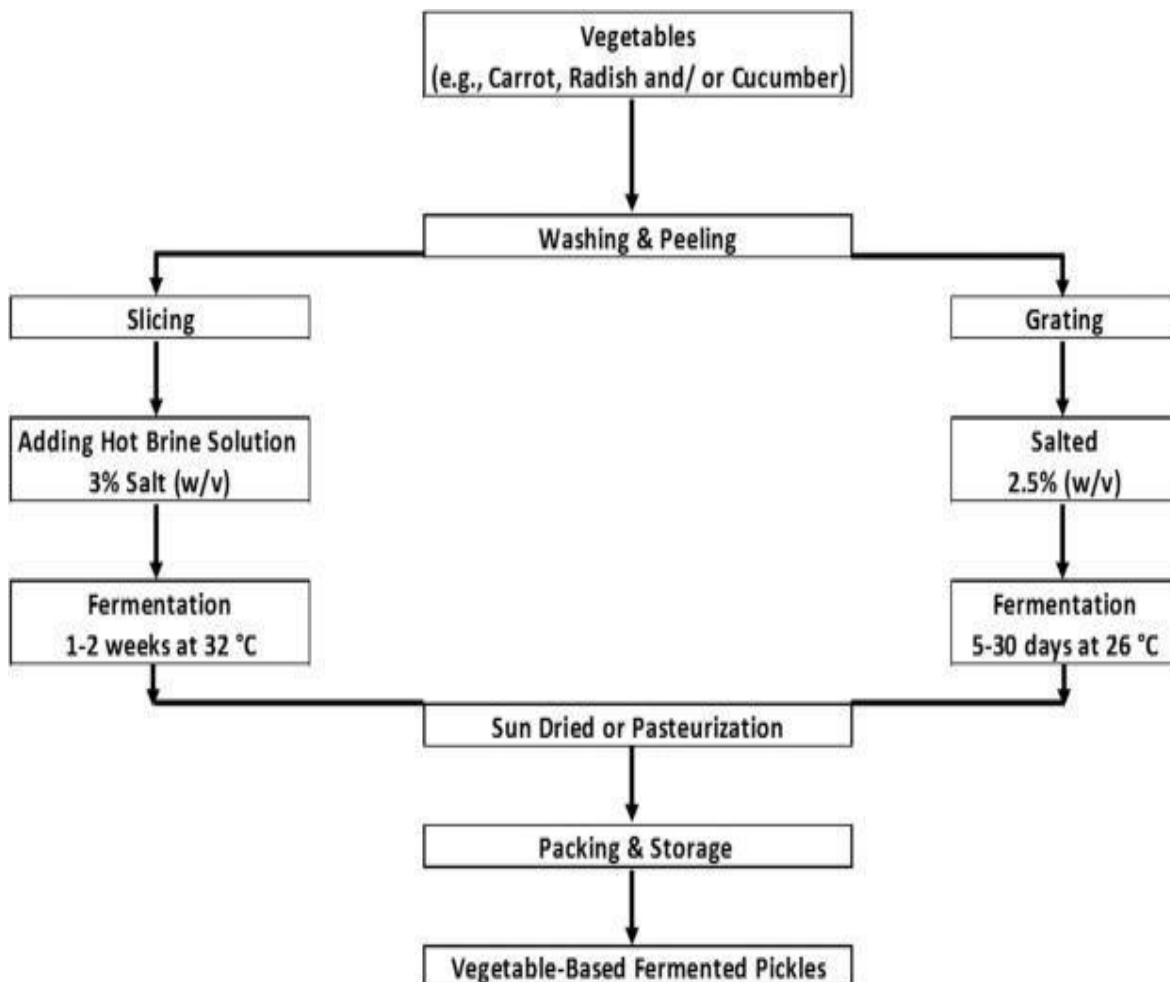 Vegetables
(e.g., Carrot, Radish and/ or Cucumber)
Washing & Peeling
Slicing
Adding Hot Brine Solution
3% Salt (w/v)
Fermentation
1-2 weeks at 32 °C
Grating
Salted
2.5% (w/v)
Fermentation
5-30 days at 26 °C
Sun Dried or Pasteurization
Packing & Storage
Vegetable-Based Fermented Pickles